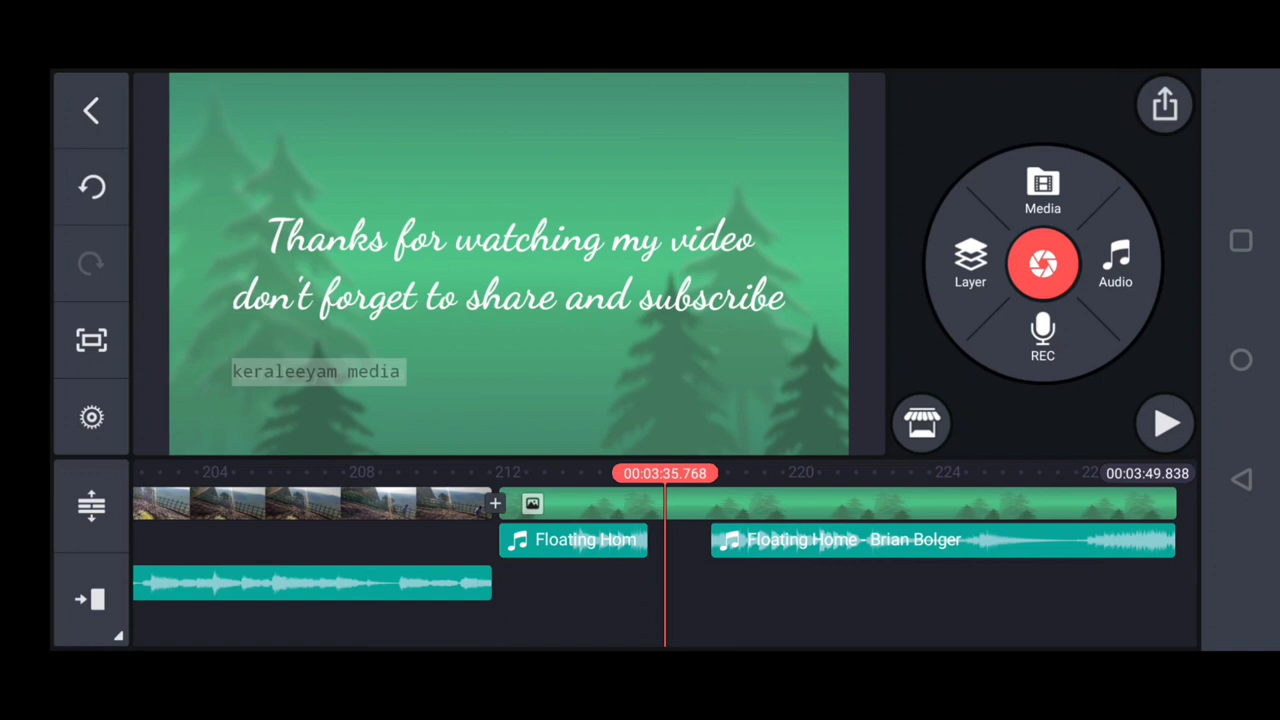 Thanks for watching my video
don't forget to share and subscribe
keraleeyam media
Media
Layer
Audio
REC
204
208
212
00:03:35.768
220
224
22
00:03:49.838
Floating Hom
Floating Home - Brian Bolger